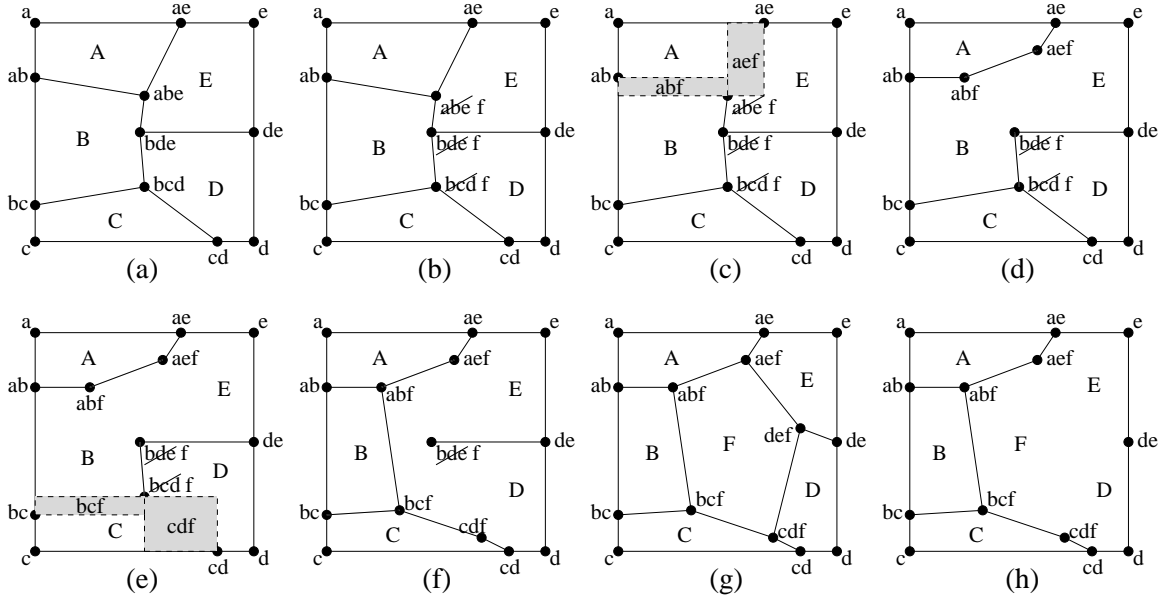 a ae e
A
E
ab
abe
B
bde
de
bcd
D
bc
C
c cd d
(a)
a ae e
A
E
ab
abe f
B
bde f
de
bcd f
D
bc
C
c cd d
(b)
a ae e
A
aef
E
ab
abf
abe f
B
bde f
de
bcd f
D
bc
C
c cd d
(c)
a ae e
A
aef
E
ab
abf
B
bde f
de
bcd f
D
bc
C
c cd d
(d)
a ae e
A
aef
E
ab
abf
B
bde f
de
bcd f
D
bcf
bc
C
cdf
c cd d
(e)
a ae e
A
aef
E
ab
abf
B
bde f
de
D
bcf
bc
C
cdf
c cd d
(f)
a ae e
A
aef
E
ab
abf
def
de
B
F
D
bcf
bc
C
cdf
c cd d
(g)
a ae e
A
aef
E
ab
abf
B
F
de
D
bcf
bc
C
cdf
c cd d
(h)